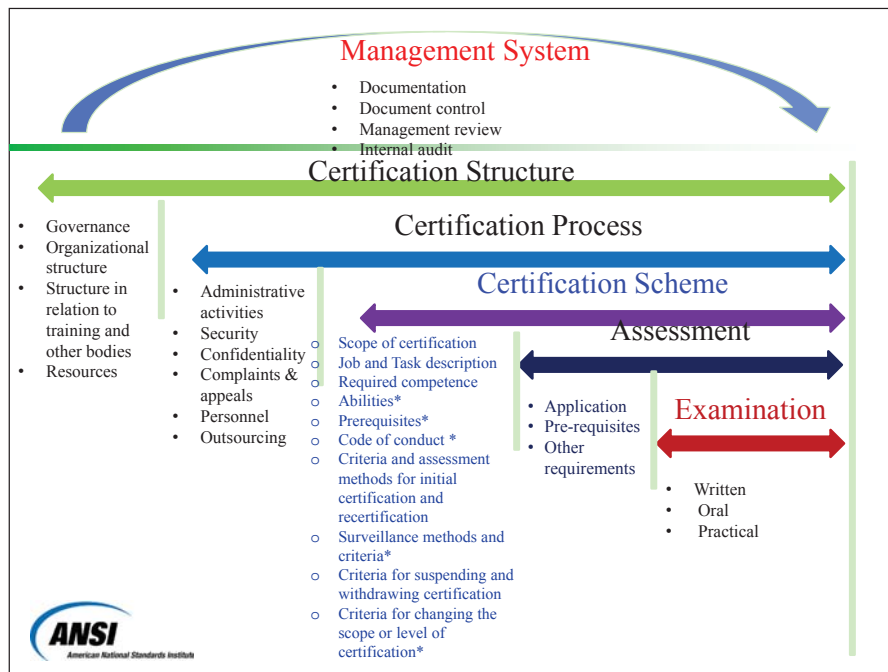 Management System
• Documentation
• Document control
• Management review
• Internal audit
Certification Structure
• Governance
• Organizational
structure
• Structure in
relation to
training and
other bodies
• Resources
Certification Process
• Administrative
activities
• Security
• Confidentiality
• Complaints &
appeals
• Personnel
• Outsourcing
Certification Scheme
o Scope of certification
o Job and Task description
o Required competence
o Abilities*
o Prerequisites*
o Code of conduct *
o Criteria and assessment
methods for initial
certification and
recertification
o Surveillance methods and
criteria*
o Criteria for suspending and
withdrawing certification
o Criteria for changing the
scope or level of
certification*
Assessment
• Application
• Pre-requisites
• Other
requirements
Examination
• Written
• Oral
• Practical
ANSI
American National Standards Institute